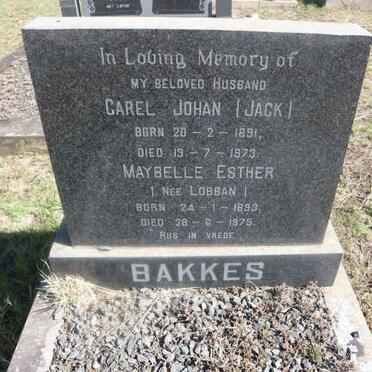 In Loving Memory of
MY BELOVED HUSBAND
CAREL JOHAN (JACK)
BORN 20 - 2 - 1891,
DIED 19 - 7 - 1973.
MAYBELLE ESTHER
( NEE LOBBAN )
BORN 24 - 1 - 1893,
DIED 28 - 6 - 1975.
RUS IN VREDE
BAKKES